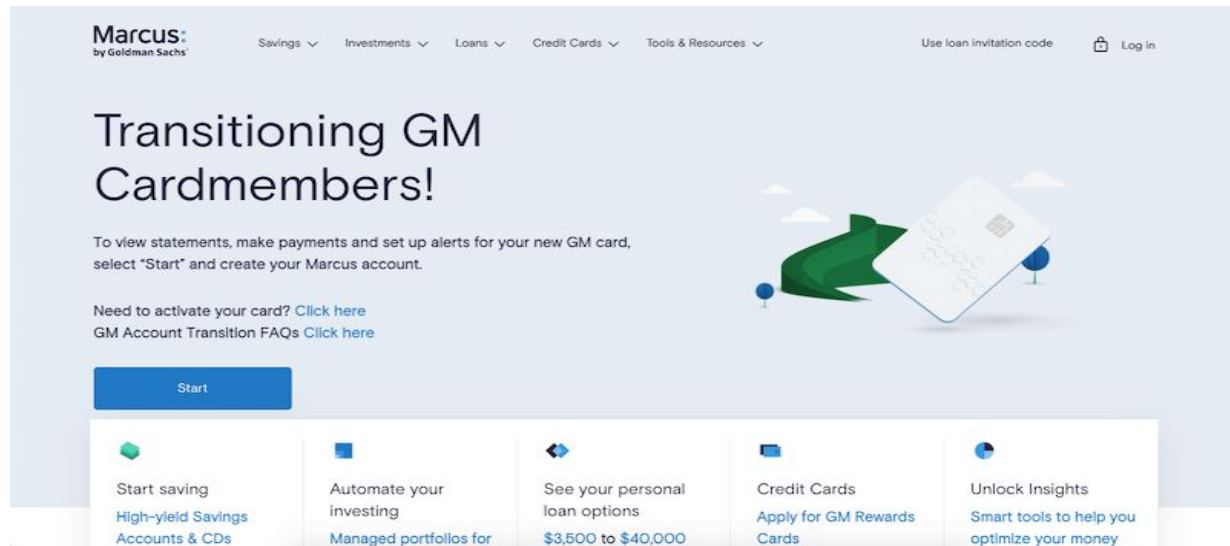 Marcus:
by Goldman Sachs®
Savings
Investments
Loans
Credit Cards
Tools & Resources
Use loan invitation code
Log in
Transitioning GM
Cardmembers!
To view statements, make payments and set up alerts for your new GM card,
select “Start” and create your Marcus account.
Need to activate your card? Click here
GM Account Transition FAQs Click here
Start
Start saving
High-yield Savings
Accounts & CDs
Automate your
investing
Managed portfolios for
See your personal
loan options
$3,500 to $40,000
Credit Cards
Apply for GM Rewards
Cards
Unlock Insights
Smart tools to help you
optimize your money